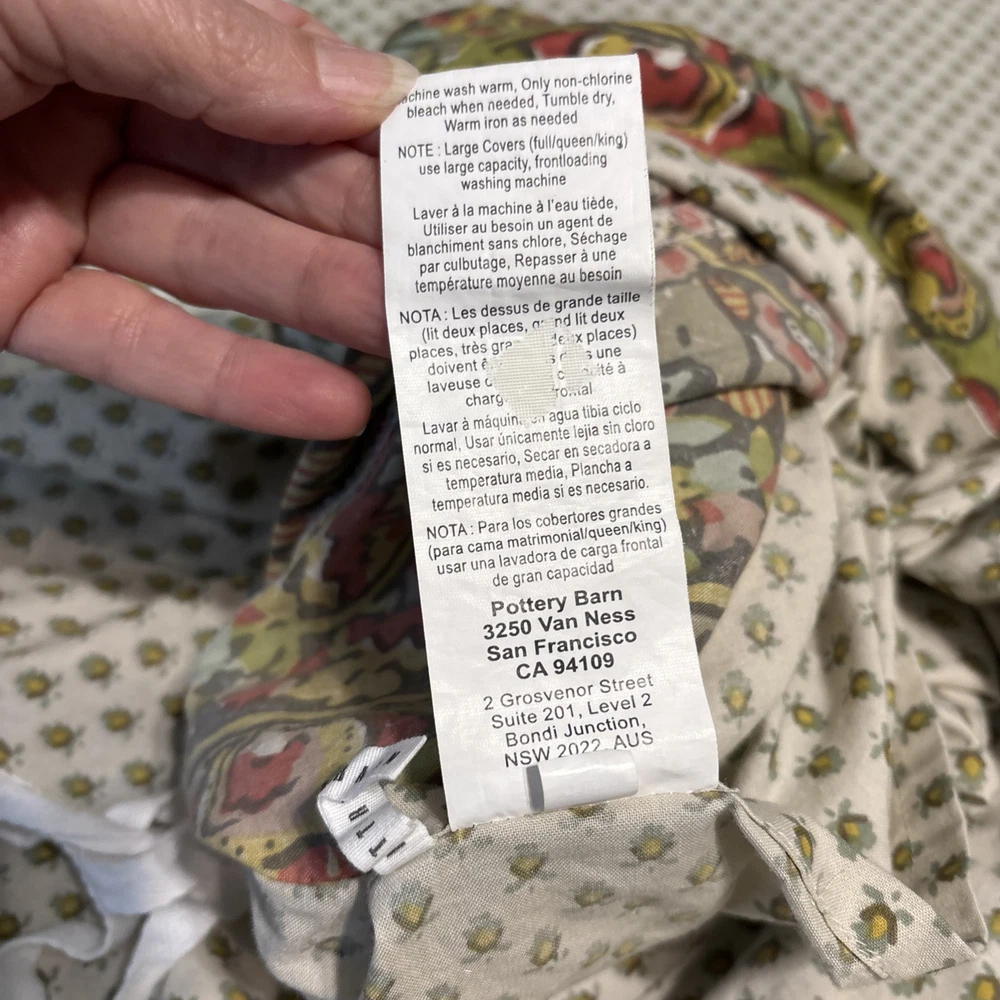 wash warm, Only non-chlorine
bleach when needed, Tumble dry,
Warm iron as needed
NOTE : Large Covers (full/queen/king)
use large capacity, frontloading
washing machine
Laver à la machine à l'eau tiède,
Utiliser au besoin un agent de
blanchiment sans chlore, Séchage
par culbutage, Repasser à une
température moyenne au besoin
NOTA : Les dessus de grande taille
(lit deux places, lit deux
places, très places)
doivent une
laveuse à
Lavar à agua tibia ciclo
normal, Usar únicamente lejia sin cloro
si es necesario, Secar en secadora a
temperatura media, Plancha a
temperatura media si es necesario.
NOTA : Para los cobertores grandes
(para cama matrimonial/queen/king)
usar una lavadora de carga frontal
de gran capacidad
Pottery Barn
3250 Van Ness
San Francisco
CA 94109
2 Grosvenor Street
Suite 201, Level 2
Bondi Junction,
NSW 2022 AUS